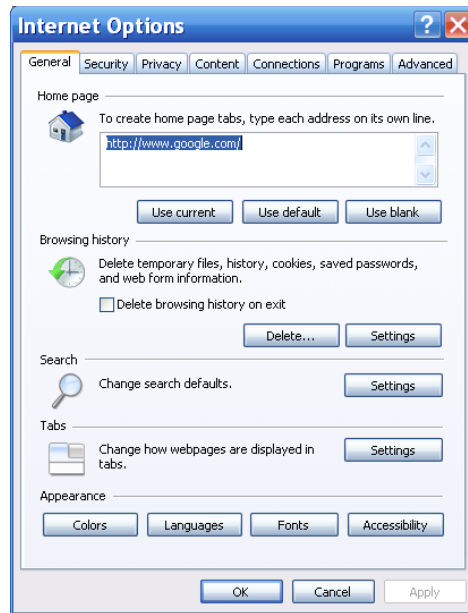 Internet Options
General Security Privacy Content Connections Programs Advanced
Home page
To create home page tabs, type each address on its own line.
http://www.google.com/
Use current Use default Use blank
Browsing history
Delete temporary files, history, cookies, saved passwords,
and web form information.
Delete browsing history on exit
Delete... Settings
Search
Change search defaults. Settings
Tabs
Change how webpages are displayed in
tabs.
Settings
Appearance
Colors Languages Fonts Accessibility
OK Cancel Apply